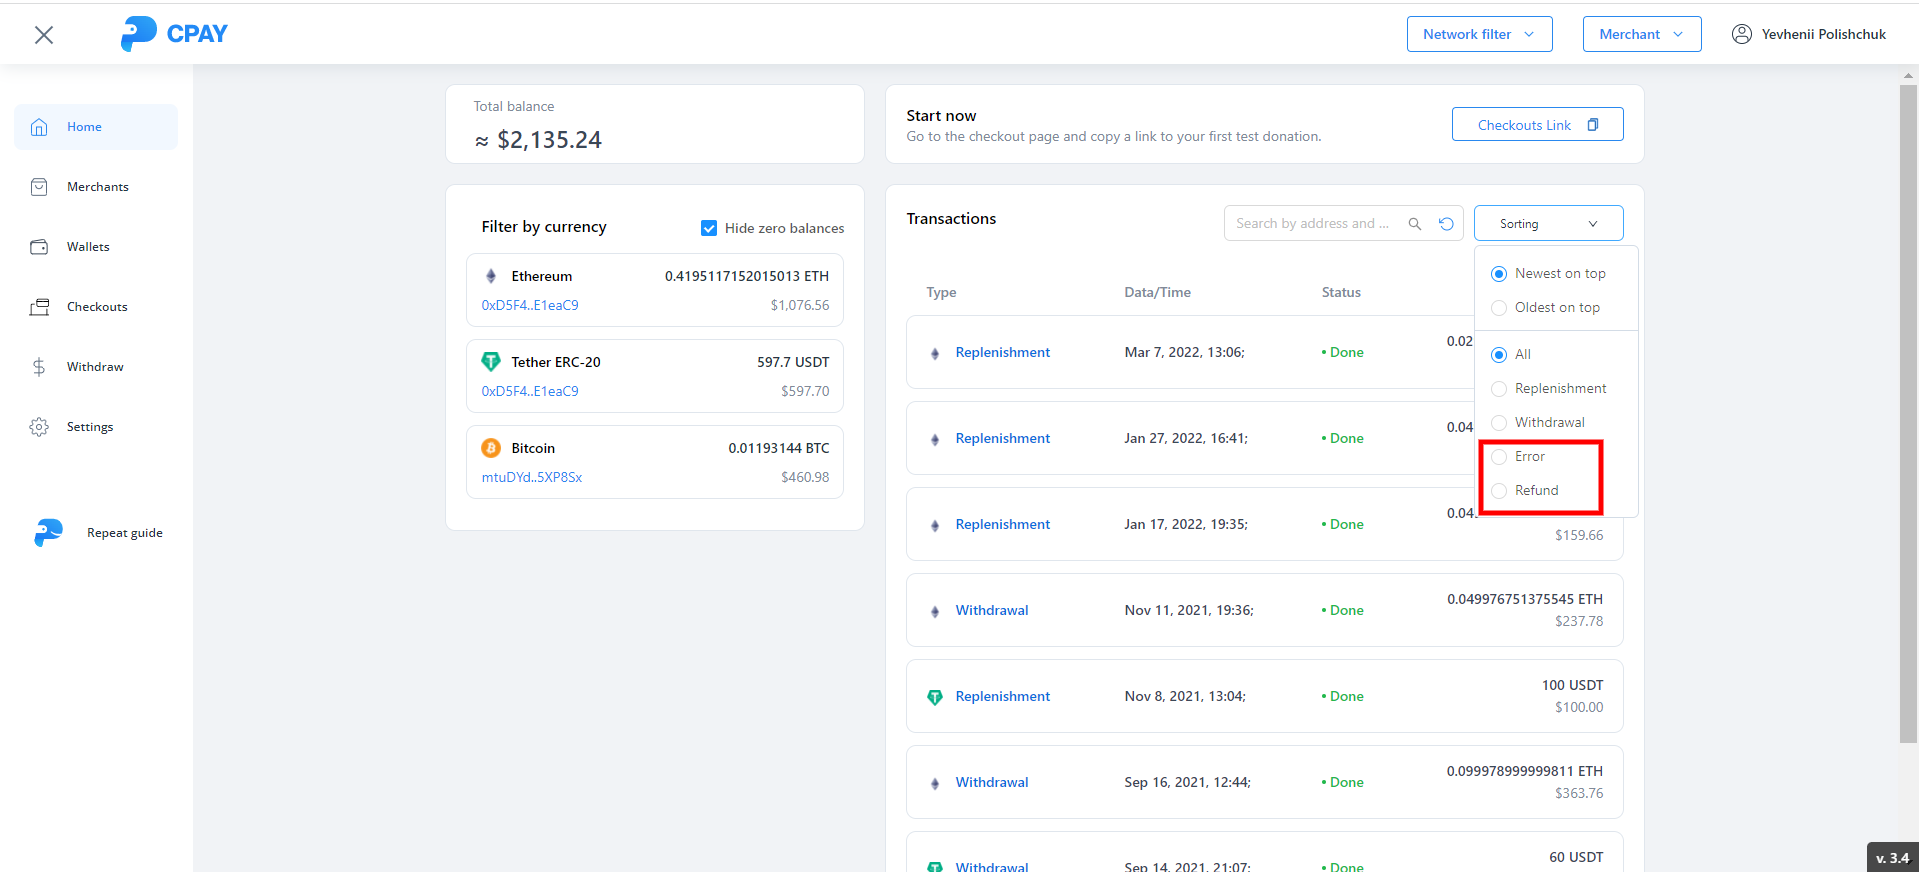 CPAY
Network filter
Merchant
Yevhenii Polishchuk
Home
Merchants
Wallets
Checkouts
Withdraw
Settings
Repeat guide
Total balance
≈ $2,135.24
Start now
Go to the checkout page and copy a link to your first test donation.
Checkouts Link
Filter by currency
Hide zero balances
Ethereum 0.4195117152015013 ETH
0xD5F4..E1eaC9 $1,076.56
Tether ERC-20 597.7 USDT
0xD5F4..E1eaC9 $597.70
Bitcoin 0.01193144 BTC
mtuDYd..5XP8Sx $460.98
Transactions
Search by address and ...
Sorting
Newest on top
Oldest on top
All
Replenishment
Withdrawal
Error
Refund
Type Data/Time Status
Replenishment Mar 7, 2022, 13:06; • Done 0.02
Replenishment Jan 27, 2022, 16:41; • Done 0.04
Replenishment Jan 17, 2022, 19:35; • Done 0.04
$159.66
Withdrawal Nov 11, 2021, 19:36; • Done 0.049976751375545 ETH
$237.78
Replenishment Nov 8, 2021, 13:04; • Done 100 USDT
$100.00
Withdrawal Sep 16, 2021, 12:44; • Done 0.099978999999811 ETH
$363.76
Withdrawal Sep 14, 2021, 21:07; • Done 60 USDT
v. 3.4